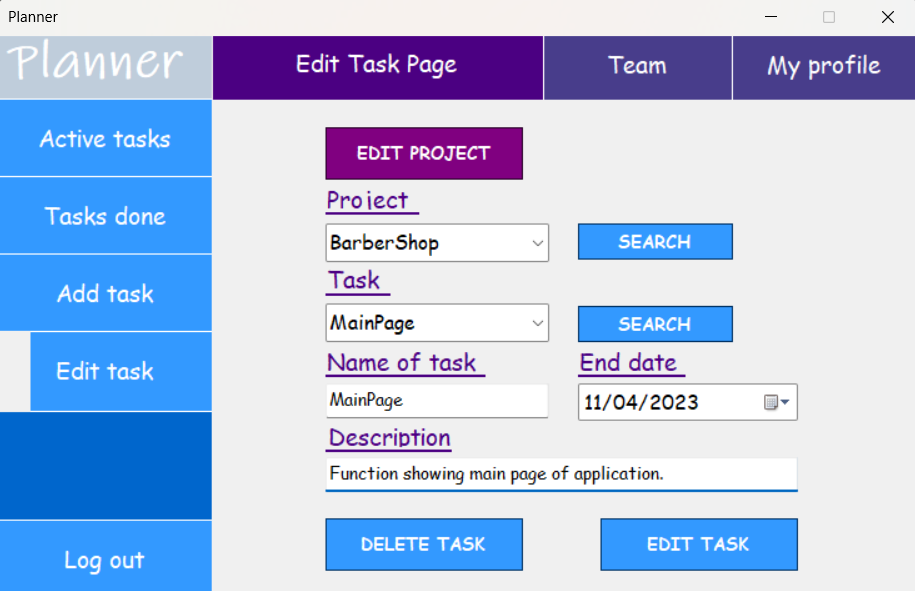 Planner
Planner
Edit Task Page
Team
My profile
Active tasks
Tasks done
Add task
Edit task
Log out
EDIT PROJECT
Project
BarberShop
SEARCH
Task
MainPage
SEARCH
Name of task
End date
MainPage
11/04/2023
Description
Function showing main page of application.
DELETE TASK
EDIT TASK